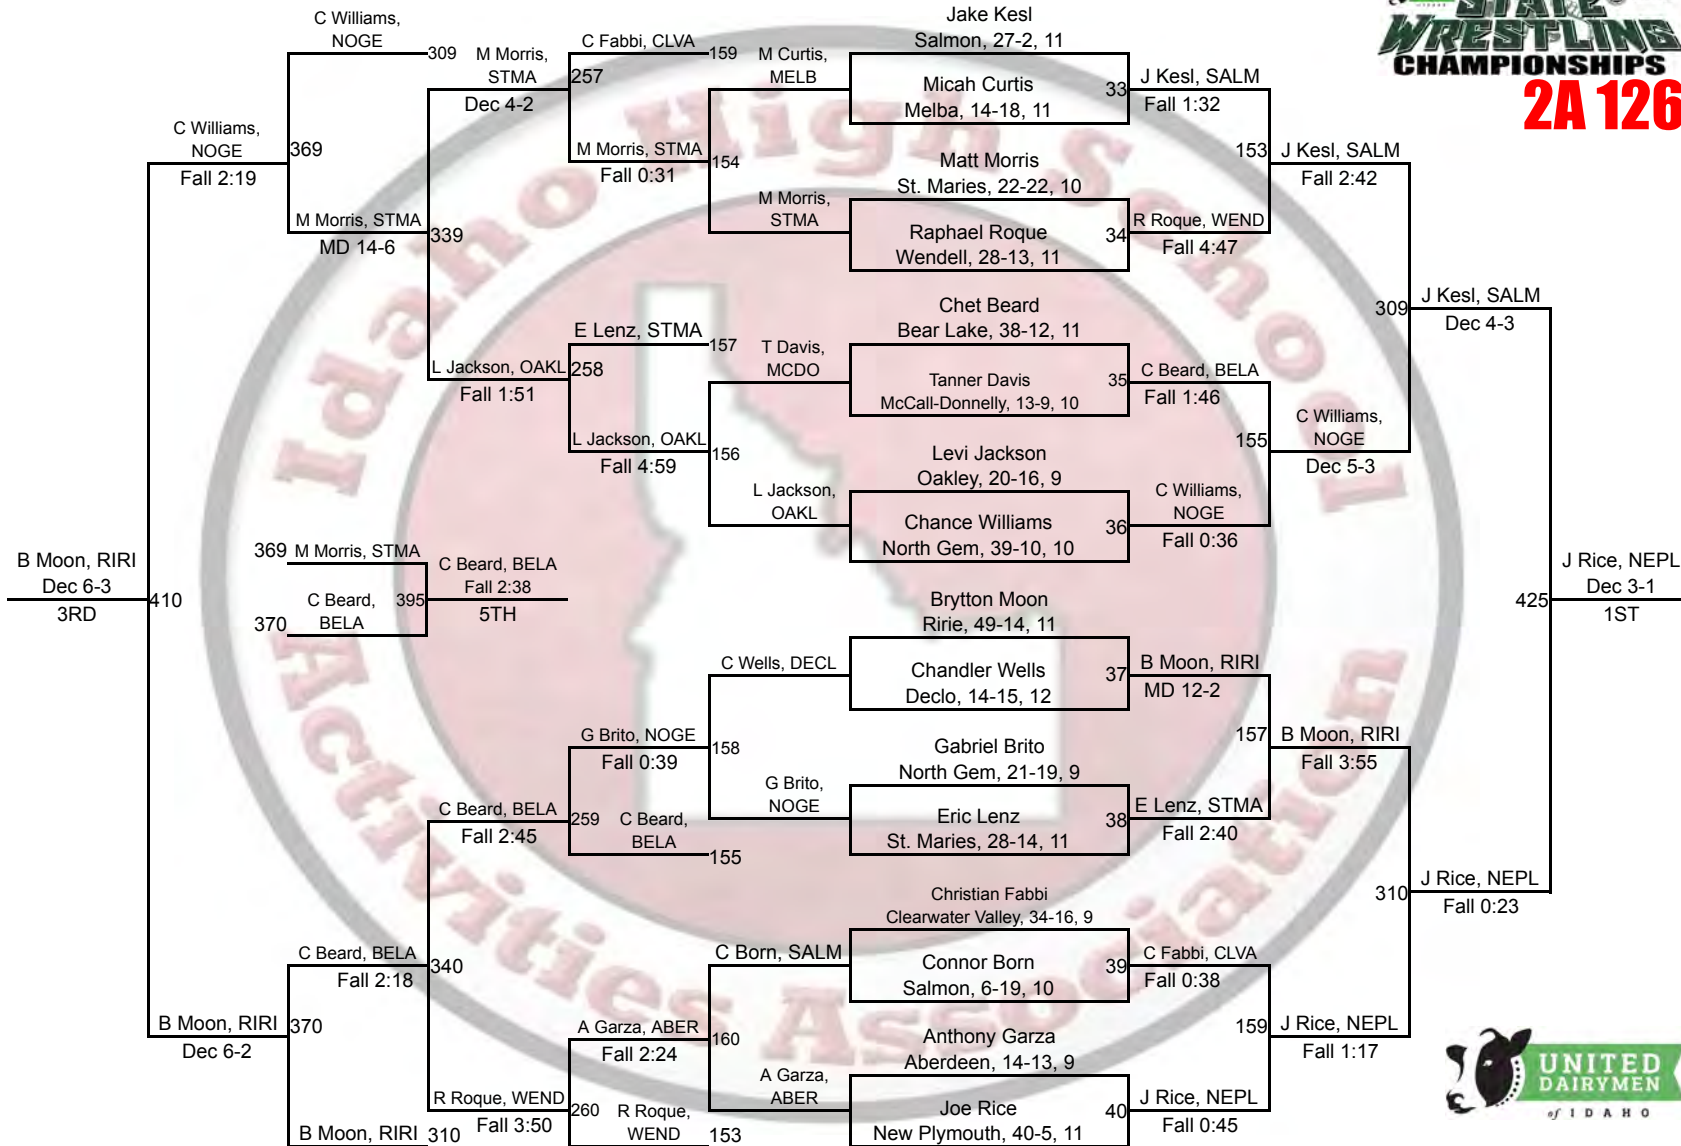 STATE
WRESTLING
CHAMPIONSHIPS
2A 126
Idaho High School
Activities Association
C Williams,
NOGE
309
C Williams,
NOGE
Fall 2:19
369
M Morris, STMA
MD 14-6
339
M Morris,
STMA
Dec 4-2
257
C Fabbi, CLVA
159
M Morris, STMA
Fall 0:31
154
M Curtis,
MELB
M Morris,
STMA
L Jackson, OAKL
Fall 1:51
258
E Lenz, STMA
157
L Jackson, OAKL
Fall 4:59
156
T Davis,
MCDO
L Jackson,
OAKL
B Moon, RIRI
Dec 6-3
3RD
410
369
M Morris, STMA
370
C Beard,
BELA
395
C Beard, BELA
Fall 2:38
5TH
C Wells, DECL
G Brito,
NOGE
158
G Brito, NOGE
Fall 0:39
C Beard,
BELA
155
259
C Beard, BELA
Fall 2:45
340
C Beard, BELA
Fall 2:18
B Moon, RIRI
Dec 6-2
370
C Born, SALM
A Garza,
ABER
160
A Garza, ABER
Fall 2:24
R Roque,
WEND
153
260
R Roque, WEND
Fall 3:50
B Moon, RIRI
310
Jake Kesl
Salmon, 27-2, 11
Micah Curtis
Melba, 14-18, 11
33
J Kesl, SALM
Fall 1:32
Matt Morris
St. Maries, 22-22, 10
Raphael Roque
Wendell, 28-13, 11
34
R Roque, WEND
Fall 4:47
153
J Kesl, SALM
Fall 2:42
Chet Beard
Bear Lake, 38-12, 11
Tanner Davis
McCall-Donnelly, 13-9, 10
35
C Beard, BELA
Fall 1:46
Levi Jackson
Oakley, 20-16, 9
Chance Williams
North Gem, 39-10, 10
36
C Williams,
NOGE
Fall 0:36
155
C Williams,
NOGE
Dec 5-3
309
J Kesl, SALM
Dec 4-3
Brytton Moon
Ririe, 49-14, 11
Chandler Wells
Declo, 14-15, 12
37
B Moon, RIRI
MD 12-2
Gabriel Brito
North Gem, 21-19, 9
Eric Lenz
St. Maries, 28-14, 11
38
E Lenz, STMA
Fall 2:40
157
B Moon, RIRI
Fall 3:55
Christian Fabbi
Clearwater Valley, 34-16, 9
Connor Born
Salmon, 6-19, 10
39
C Fabbi, CLVA
Fall 0:38
Anthony Garza
Aberdeen, 14-13, 9
Joe Rice
New Plymouth, 40-5, 11
40
J Rice, NEPL
Fall 0:45
159
J Rice, NEPL
Fall 1:17
310
J Rice, NEPL
Fall 0:23
425
J Rice, NEPL
Dec 3-1
1ST
UNITED
DAIRYMEN
of IDAHO